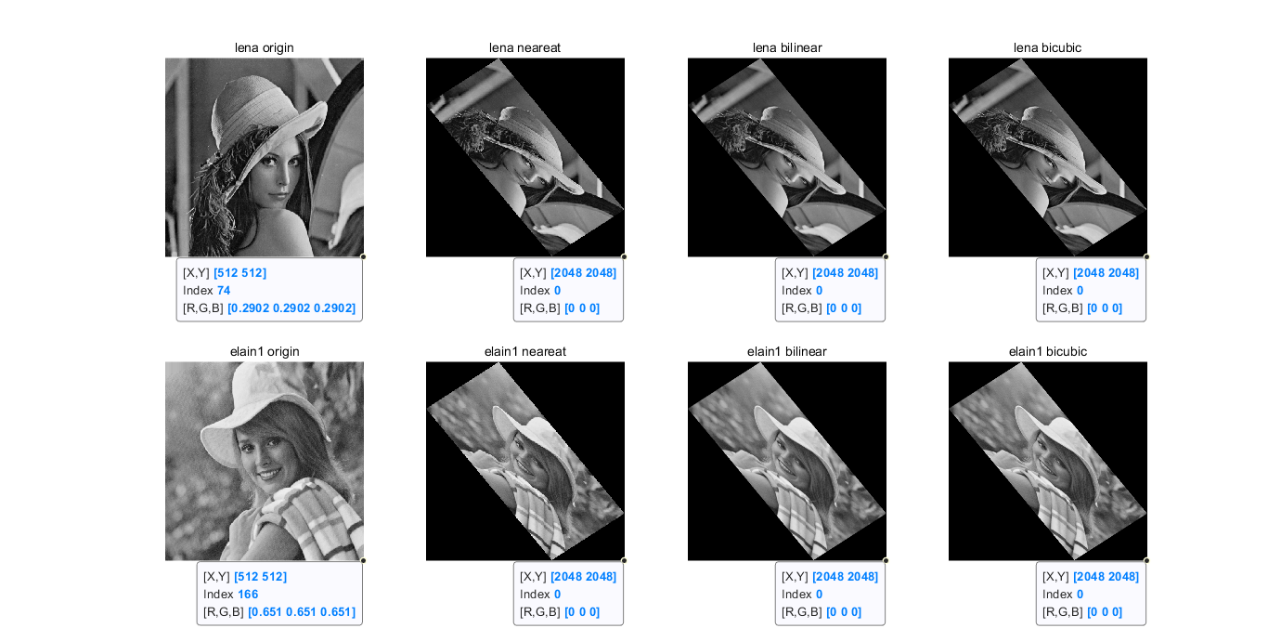 lena origin
lena neareat
lena bilinear
lena bicubic
[X,Y] [512 512]
Index 74
[R,G,B] [0.2902 0.2902 0.2902]
[X,Y] [2048 2048]
Index 0
[R,G,B] [0 0 0]
[X,Y] [2048 2048]
Index 0
[R,G,B] [0 0 0]
[X,Y] [2048 2048]
Index 0
[R,G,B] [0 0 0]
elain1 origin
elain1 neareat
elain1 bilinear
elain1 bicubic
[X,Y] [512 512]
Index 166
[R,G,B] [0.651 0.651 0.651]
[X,Y] [2048 2048]
Index 0
[R,G,B] [0 0 0]
[X,Y] [2048 2048]
Index 0
[R,G,B] [0 0 0]
[X,Y] [2048 2048]
Index 0
[R,G,B] [0 0 0]